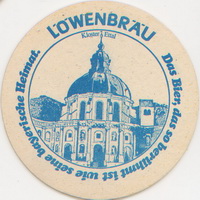 LÖWENBRÄU
Kloster Ettal
Das Bier, das so berühmt ist wie seine bayerische Heimat.